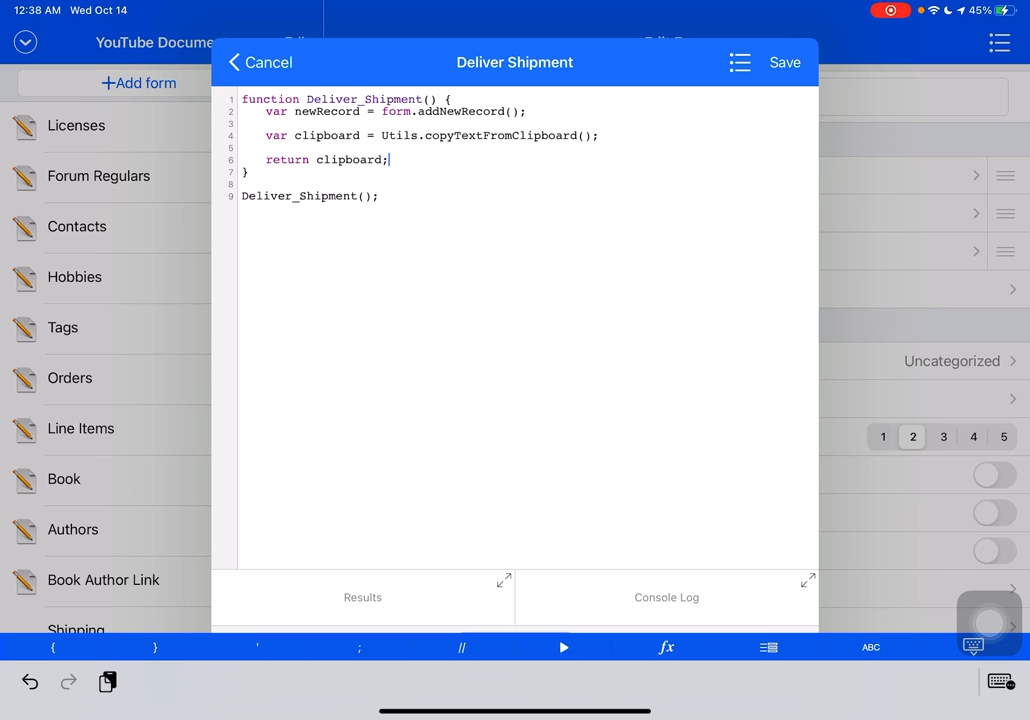 12:38 AM Wed Oct 14
45%
YouTube Docume
Cancel
Deliver Shipment
Save
+Add form
Licenses
Forum Regulars
Contacts
Hobbies
Tags
Orders
Line Items
Book
Authors
Book Author Link
Shipping
1 function Deliver_Shipment() {
2 var newRecord = form.addNewRecord();
3
4 var clipboard = Utils.copyTextFromClipboard();
5
6 return clipboard;
7 }
8
9 Deliver_Shipment();
Uncategorized
1 2 3 4 5
Results
Console Log
{ } ' ; // fx ABC